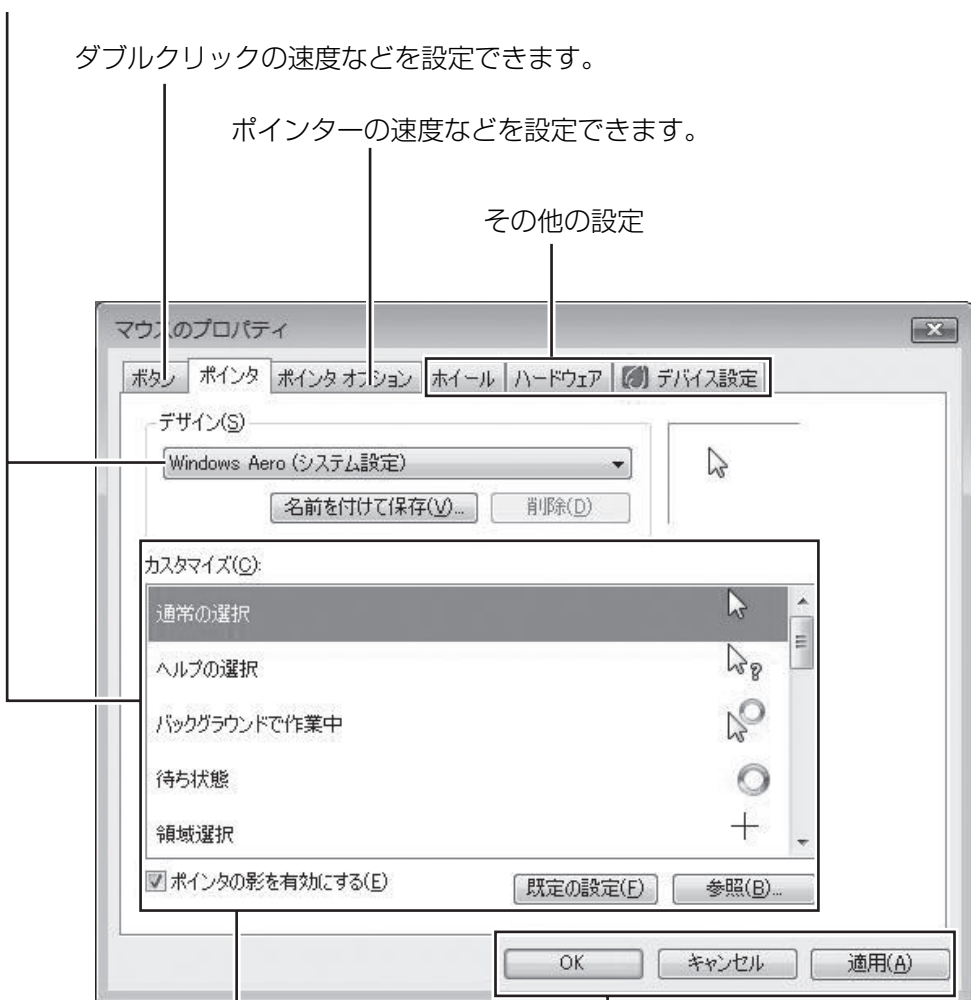 ダブルクリックの速度などを設定できます。
ポインターの速度などを設定できます。
その他の設定
マウスのプロパティ
ボタン ポインタ ポインタ オプション ホイール ハードウェア デバイス設定
デザイン(S)
Windows Aero (システム設定)
名前を付けて保存(V)... 削除(D)
カスタマイズ(C):
通常の選択
ヘルプの選択
バックグラウンドで作業中
待ち状態
領域選択
ポインタの影を有効にする(E) 既定の設定(F) 参照(B)...
OK キャンセル 適用(A)